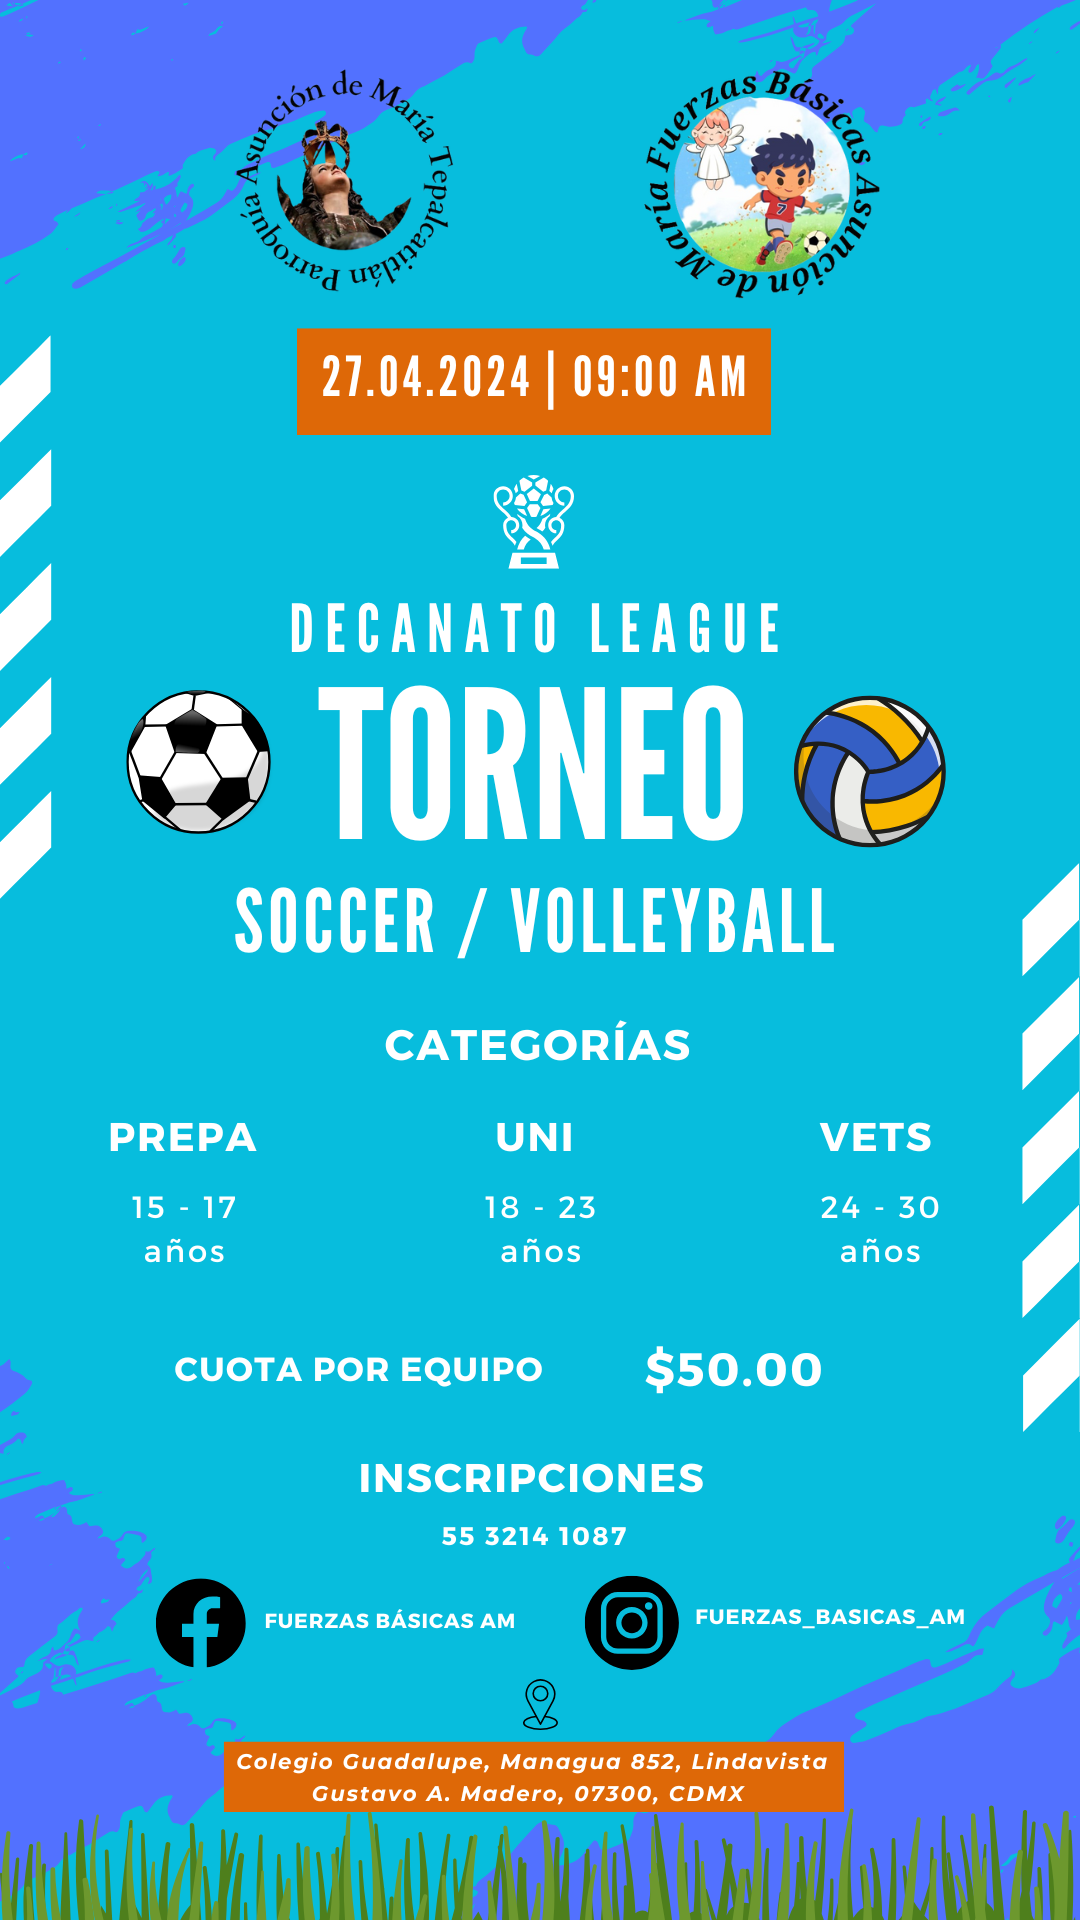 Parroquia Asunción de María Tepalcatitlán
Fuerzas Básicas Asunción de María
7
27.04.2024 | 09:00 AM
DECANATO LEAGUE
TORNEO
SOCCER / VOLLEYBALL
CATEGORÍAS
PREPA UNI VETS
15 - 17 18 - 23 24 - 30
años años años
CUOTA POR EQUIPO $50.00
INSCRIPCIONES
55 3214 1087
FUERZAS BÁSICAS AM FUERZAS_BASICAS_AM
Colegio Guadalupe, Managua 852, Lindavista
Gustavo A. Madero, 07300, CDMX